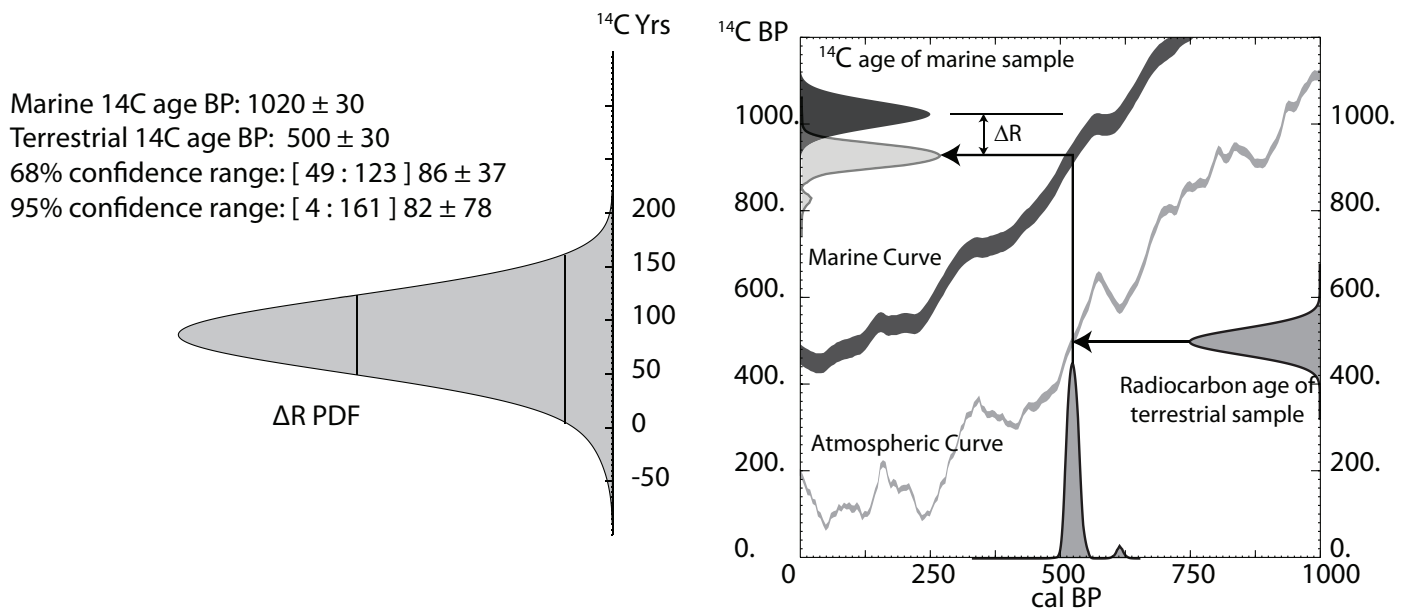 ¹⁴C Yrs
Marine 14C age BP: 1020 ± 30
Terrestrial 14C age BP: 500 ± 30
68% confidence range: [ 49 : 123 ] 86 ± 37
95% confidence range: [ 4 : 161 ] 82 ± 78
200
150
100
50
0
-50
ΔR PDF
¹⁴C BP
¹⁴C age of marine sample
1000.
800.
600.
400.
200.
0.
ΔR
Marine Curve
Atmospheric Curve
Radiocarbon age of
terrestrial sample
1000.
800.
600.
400.
200.
0.
0
250
500
750
1000
cal BP